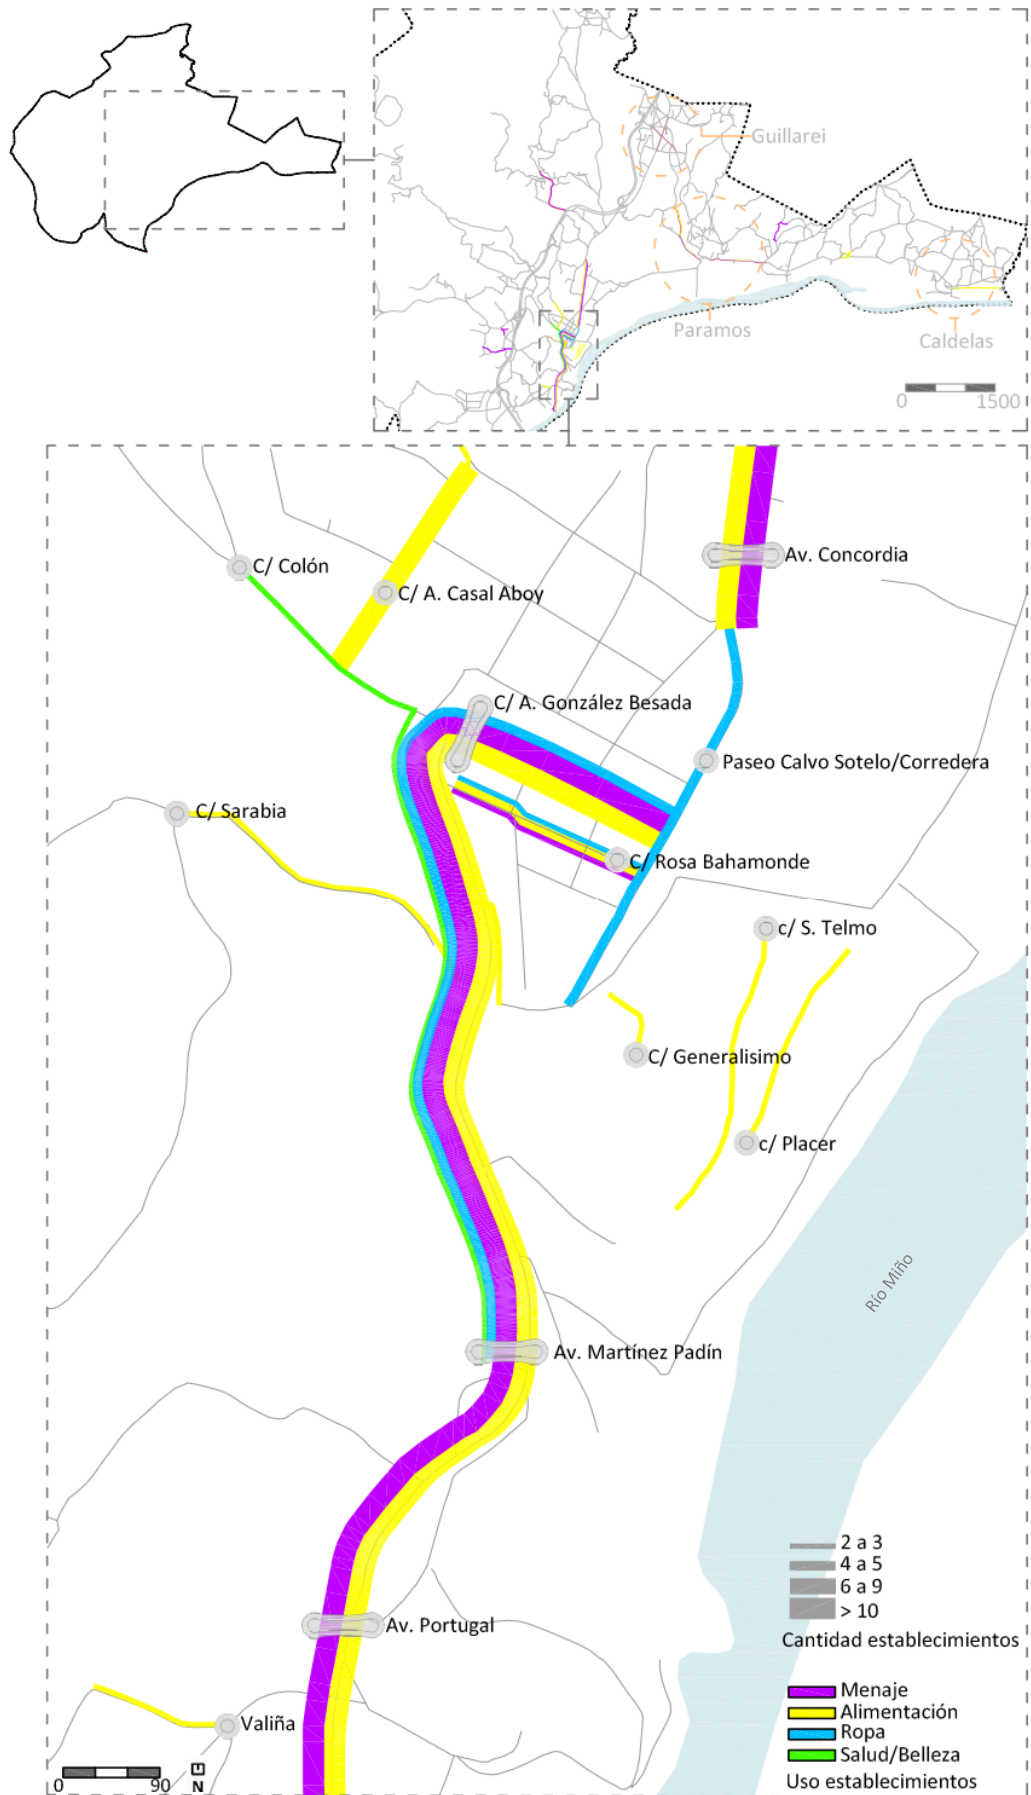 Guillarei
Paramos
Caldelas
0 1500
C/ Colón
C/ A. Casal Aboy
Av. Concordia
C/ A. González Besada
Paseo Calvo Sotelo/Corredera
C/ Sarabia
C/ Rosa Bahamonde
c/ S. Telmo
C/ Generalisimo
c/ Placer
Río Miño
Av. Martínez Padín
Av. Portugal
Valiña
2 a 3
4 a 5
6 a 9
> 10
Cantidad establecimientos
Menaje
Alimentación
Ropa
Salud/Belleza
Uso establecimientos
0 90
E
N